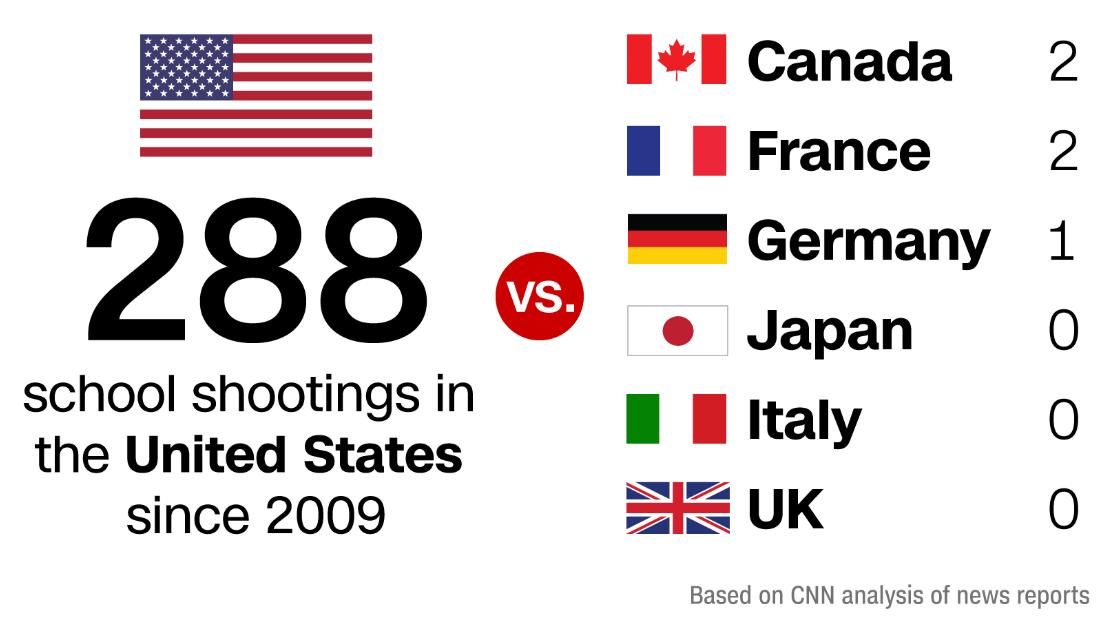 288
school shootings in
the United States
since 2009
VS.
Canada 2
France 2
Germany 1
Japan 0
Italy 0
UK 0
Based on CNN analysis of news reports